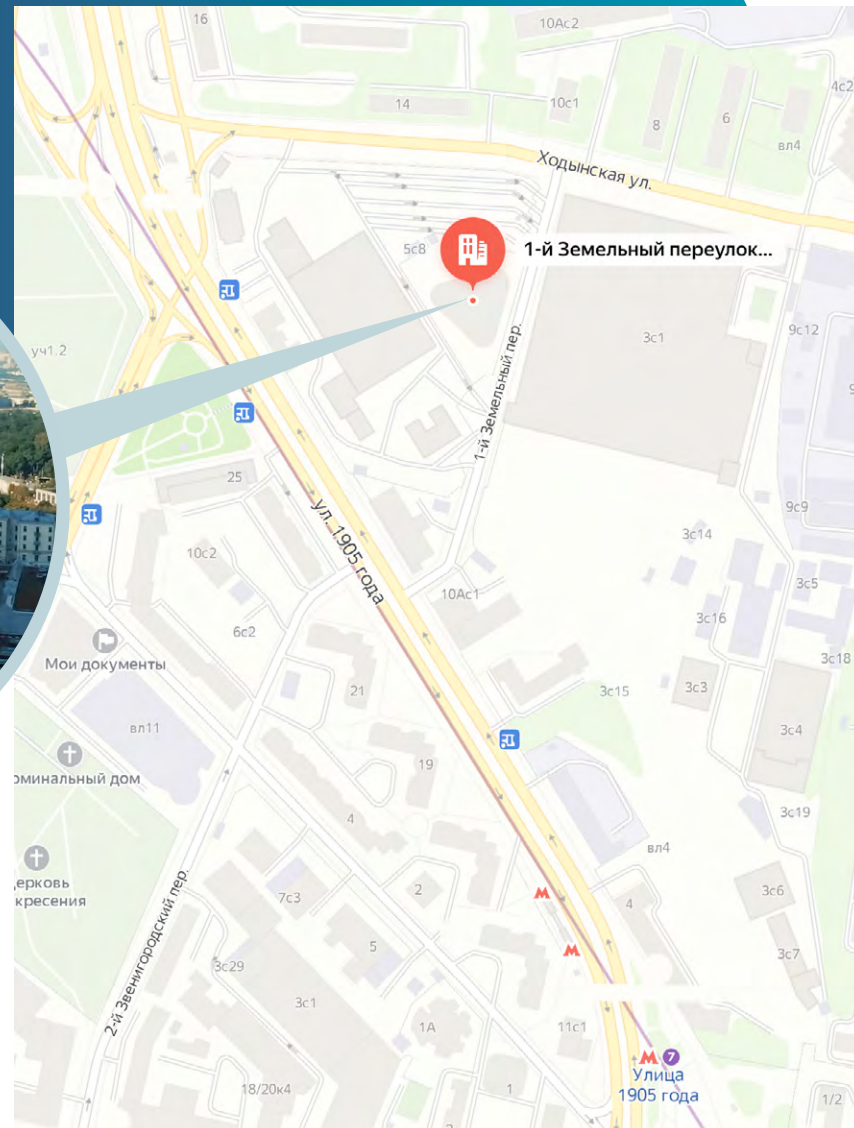 16
10Ас2
4с2
14
10с1
8
6
вл4
Ходынская ул.
5с8
1-й Земельный переулок...
уч1.2
3с1
9с12
1-й Земельный пер.
25
ул. 1905 года
9с9
3с14
10с2
10Ас1
3с5
6с2
3с16
Мои документы
3с18
21
3с15
3с3
вл11
3с4
оминальный дом
19
4
3с19
вл4
ерковь
кресения
7с3
2
4
3с6
2-й Звенигородский пер.
5
3с7
3с29
3с1
1А
11с1
М 7
Улица
1905 года
18/20к4
1
1/2